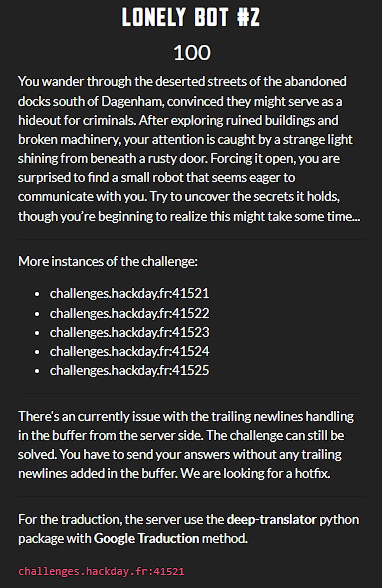 LONELY BOT #2
100
You wander through the deserted streets of the abandoned
docks south of Dagenham, convinced they might serve as a
hideout for criminals. After exploring ruined buildings and
broken machinery, your attention is caught by a strange light
shining from beneath a rusty door. Forcing it open, you are
surprised to find a small robot that seems eager to
communicate with you. Try to uncover the secrets it holds,
though you're beginning to realize this might take some time...
More instances of the challenge:
• challenges.hackday.fr:41521
• challenges.hackday.fr:41522
• challenges.hackday.fr:41523
• challenges.hackday.fr:41524
• challenges.hackday.fr:41525
There's an currently issue with the trailing newlines handling
in the buffer from the server side. The challenge can still be
solved. You have to send your answers without any trailing
newlines added in the buffer. We are looking for a hotfix.
For the traduction, the server use the deep-translator python
package with Google Traduction method.
challenges.hackday.fr:41521